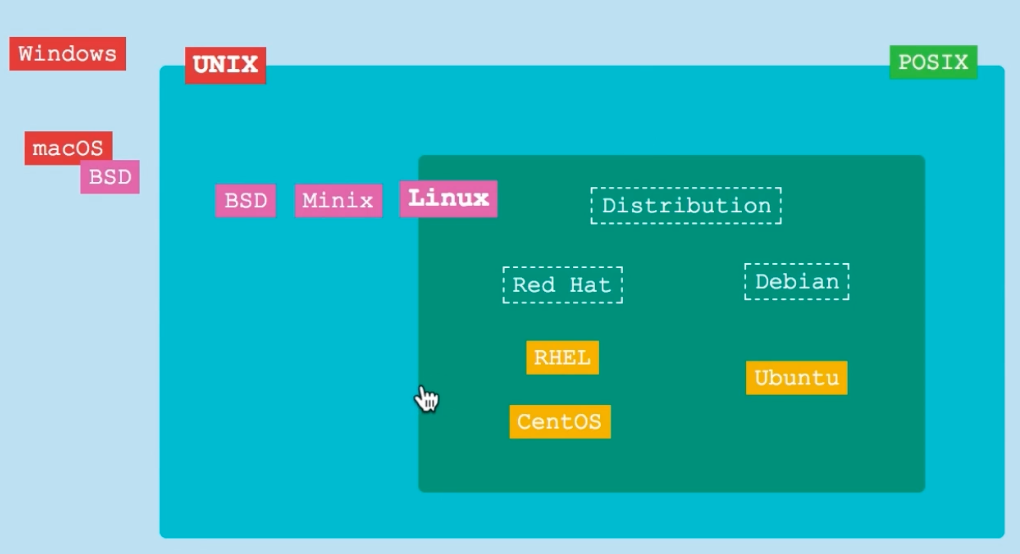 Windows
UNIX
POSIX
macOS
BSD
BSD
Minix
Linux
Distribution
Red Hat
Debian
RHEL
Ubuntu
CentOS